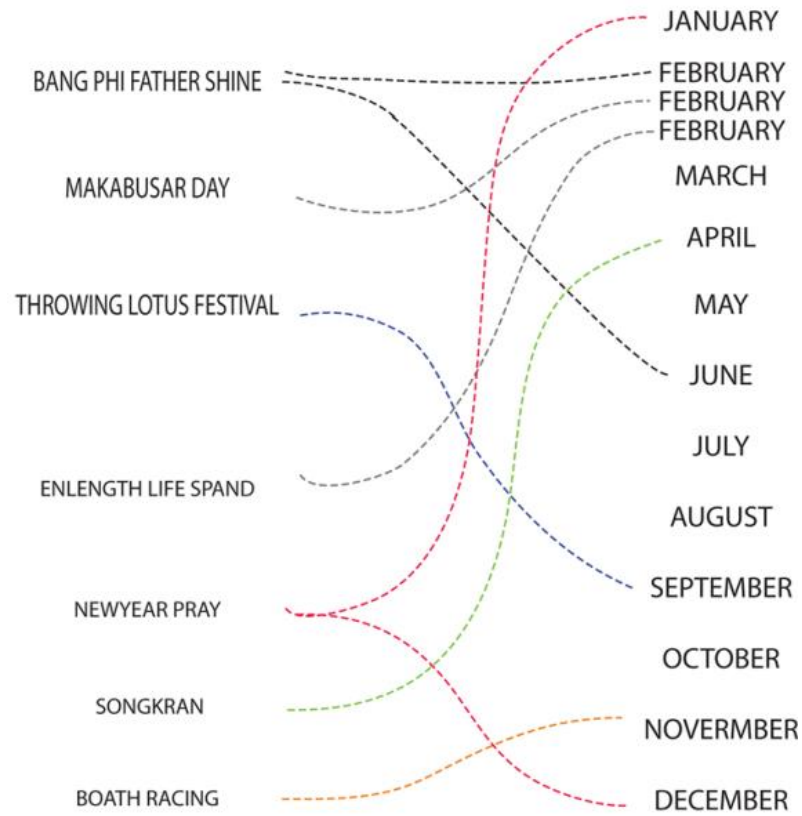 BANG PHI FATHER SHINE
MAKABUSAR DAY
THROWING LOTUS FESTIVAL
ENLENGTH LIFE SPAND
NEWYEAR PRAY
SONGKRAN
BOATH RACING
JANUARY
FEBRUARY
FEBRUARY
FEBRUARY
MARCH
APRIL
MAY
JUNE
JULY
AUGUST
SEPTEMBER
OCTOBER
NOVERMBER
DECEMBER